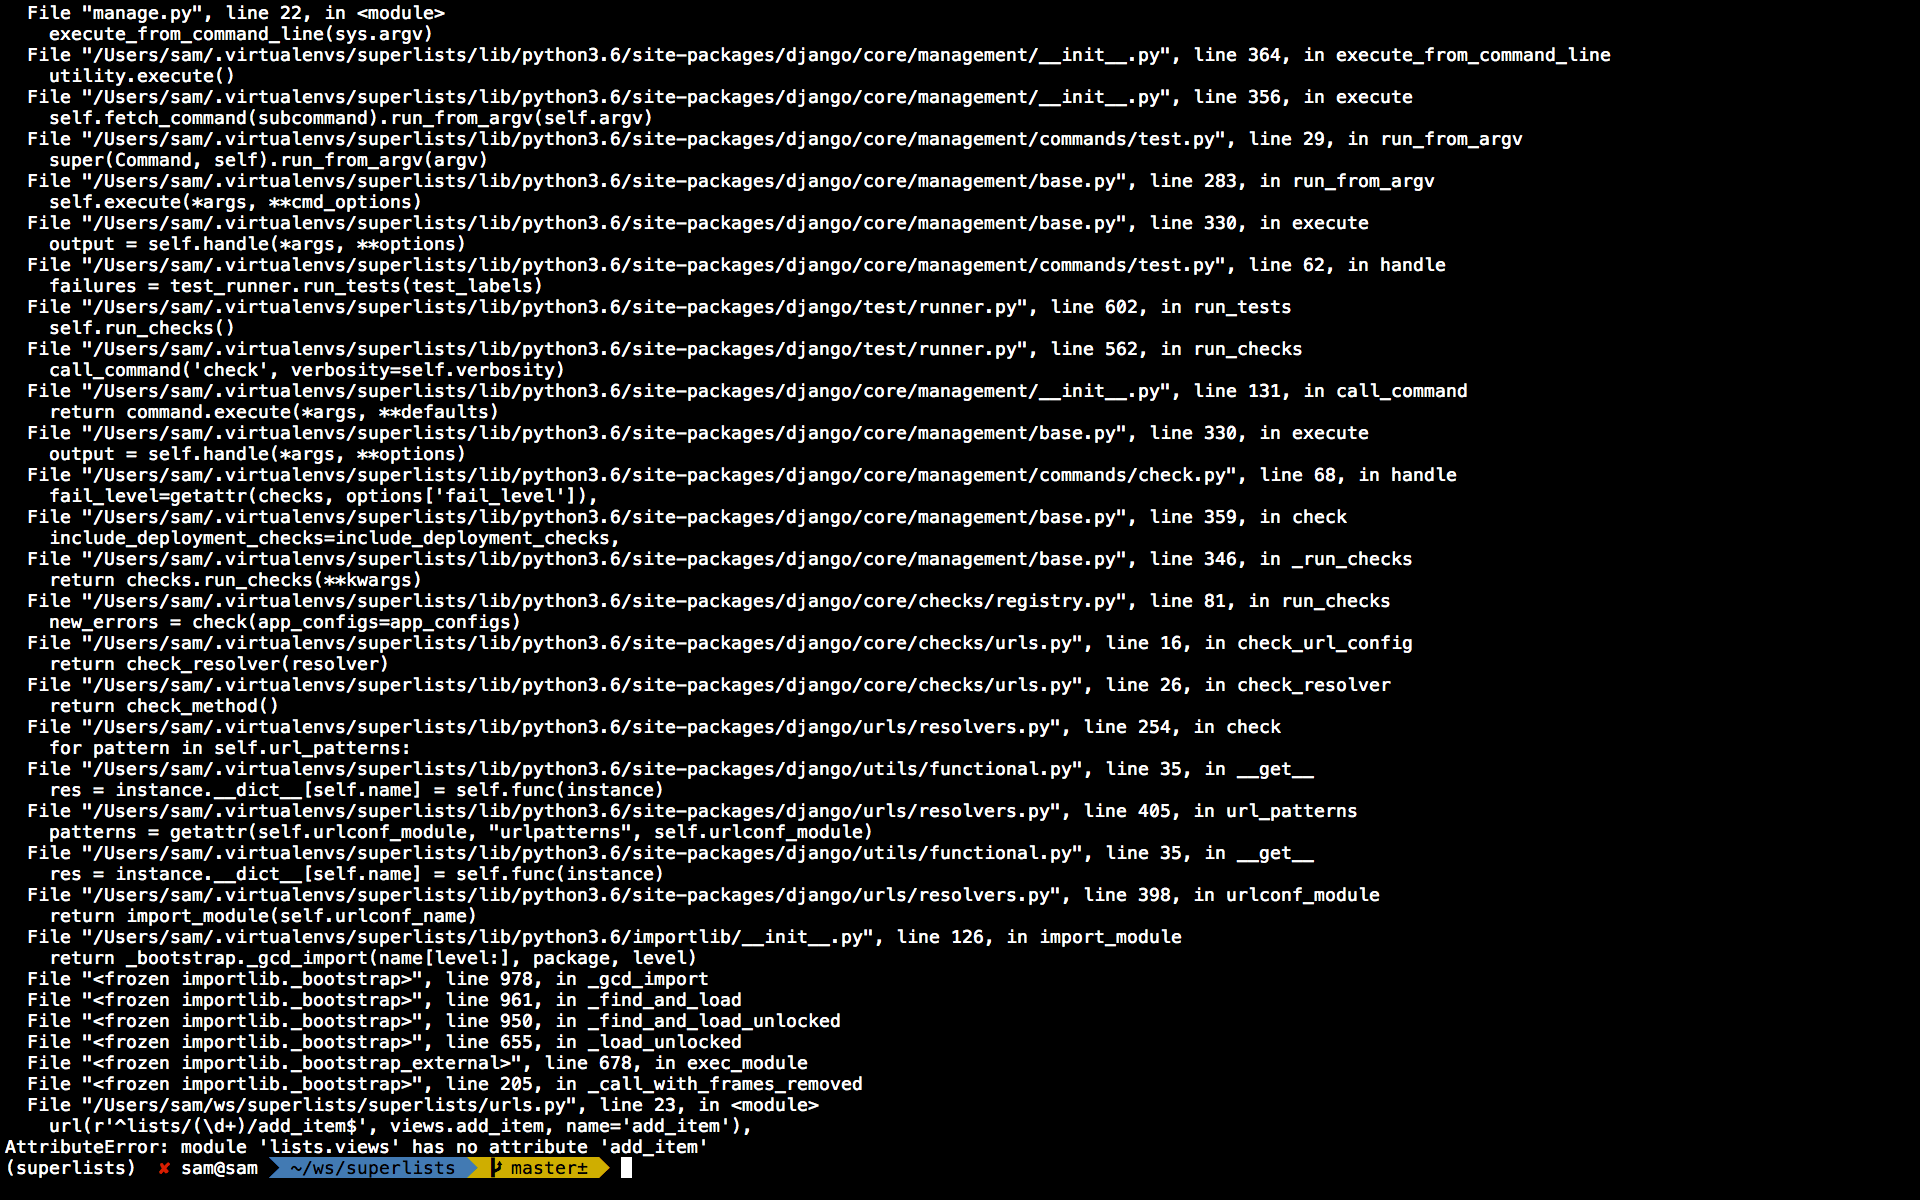 File "manage.py", line 22, in <module>
execute_from_command_line(sys.argv)
File "/Users/sam/.virtualenvs/superlists/lib/python3.6/site-packages/django/core/management/__init__.py", line 364, in execute_from_command_line
utility.execute()
File "/Users/sam/.virtualenvs/superlists/lib/python3.6/site-packages/django/core/management/__init__.py", line 356, in execute
self.fetch_command(subcommand).run_from_argv(self.argv)
File "/Users/sam/.virtualenvs/superlists/lib/python3.6/site-packages/django/core/management/commands/test.py", line 29, in run_from_argv
super(Command, self).run_from_argv(argv)
File "/Users/sam/.virtualenvs/superlists/lib/python3.6/site-packages/django/core/management/base.py", line 283, in run_from_argv
self.execute(*args, **cmd_options)
File "/Users/sam/.virtualenvs/superlists/lib/python3.6/site-packages/django/core/management/base.py", line 330, in execute
output = self.handle(*args, **options)
File "/Users/sam/.virtualenvs/superlists/lib/python3.6/site-packages/django/core/management/commands/test.py", line 62, in handle
failures = test_runner.run_tests(test_labels)
File "/Users/sam/.virtualenvs/superlists/lib/python3.6/site-packages/django/test/runner.py", line 602, in run_tests
self.run_checks()
File "/Users/sam/.virtualenvs/superlists/lib/python3.6/site-packages/django/test/runner.py", line 562, in run_checks
call_command('check', verbosity=self.verbosity)
File "/Users/sam/.virtualenvs/superlists/lib/python3.6/site-packages/django/core/management/__init__.py", line 131, in call_command
return command.execute(*args, **defaults)
File "/Users/sam/.virtualenvs/superlists/lib/python3.6/site-packages/django/core/management/base.py", line 330, in execute
output = self.handle(*args, **options)
File "/Users/sam/.virtualenvs/superlists/lib/python3.6/site-packages/django/core/management/commands/check.py", line 68, in handle
fail_level=getattr(checks, options['fail_level']),
File "/Users/sam/.virtualenvs/superlists/lib/python3.6/site-packages/django/core/management/base.py", line 359, in check
include_deployment_checks=include_deployment_checks,
File "/Users/sam/.virtualenvs/superlists/lib/python3.6/site-packages/django/core/management/base.py", line 346, in _run_checks
return checks.run_checks(**kwargs)
File "/Users/sam/.virtualenvs/superlists/lib/python3.6/site-packages/django/core/checks/registry.py", line 81, in run_checks
new_errors = check(app_configs=app_configs)
File "/Users/sam/.virtualenvs/superlists/lib/python3.6/site-packages/django/core/checks/urls.py", line 16, in check_url_config
return check_resolver(resolver)
File "/Users/sam/.virtualenvs/superlists/lib/python3.6/site-packages/django/core/checks/urls.py", line 26, in check_resolver
return check_method()
File "/Users/sam/.virtualenvs/superlists/lib/python3.6/site-packages/django/urls/resolvers.py", line 254, in check
for pattern in self.url_patterns:
File "/Users/sam/.virtualenvs/superlists/lib/python3.6/site-packages/django/utils/functional.py", line 35, in __get__
res = instance.__dict__[self.name] = self.func(instance)
File "/Users/sam/.virtualenvs/superlists/lib/python3.6/site-packages/django/urls/resolvers.py", line 405, in url_patterns
patterns = getattr(self.urlconf_module, "urlpatterns", self.urlconf_module)
File "/Users/sam/.virtualenvs/superlists/lib/python3.6/site-packages/django/utils/functional.py", line 35, in __get__
res = instance.__dict__[self.name] = self.func(instance)
File "/Users/sam/.virtualenvs/superlists/lib/python3.6/site-packages/django/urls/resolvers.py", line 398, in urlconf_module
return import_module(self.urlconf_name)
File "/Users/sam/.virtualenvs/superlists/lib/python3.6/importlib/__init__.py", line 126, in import_module
return _bootstrap._gcd_import(name[level:], package, level)
File "<frozen importlib._bootstrap>", line 978, in _gcd_import
File "<frozen importlib._bootstrap>", line 961, in _find_and_load
File "<frozen importlib._bootstrap>", line 950, in _find_and_load_unlocked
File "<frozen importlib._bootstrap>", line 655, in _load_unlocked
File "<frozen importlib._bootstrap_external>", line 678, in exec_module
File "<frozen importlib._bootstrap>", line 205, in _call_with_frames_removed
File "/Users/sam/ws/superlists/superlists/urls.py", line 23, in <module>
url(r'^lists/(\d+)/add_item$', views.add_item, name='add_item'),
AttributeError: module 'lists.views' has no attribute 'add_item'
(superlists) ✘ sam@sam ~/ws/superlists master±